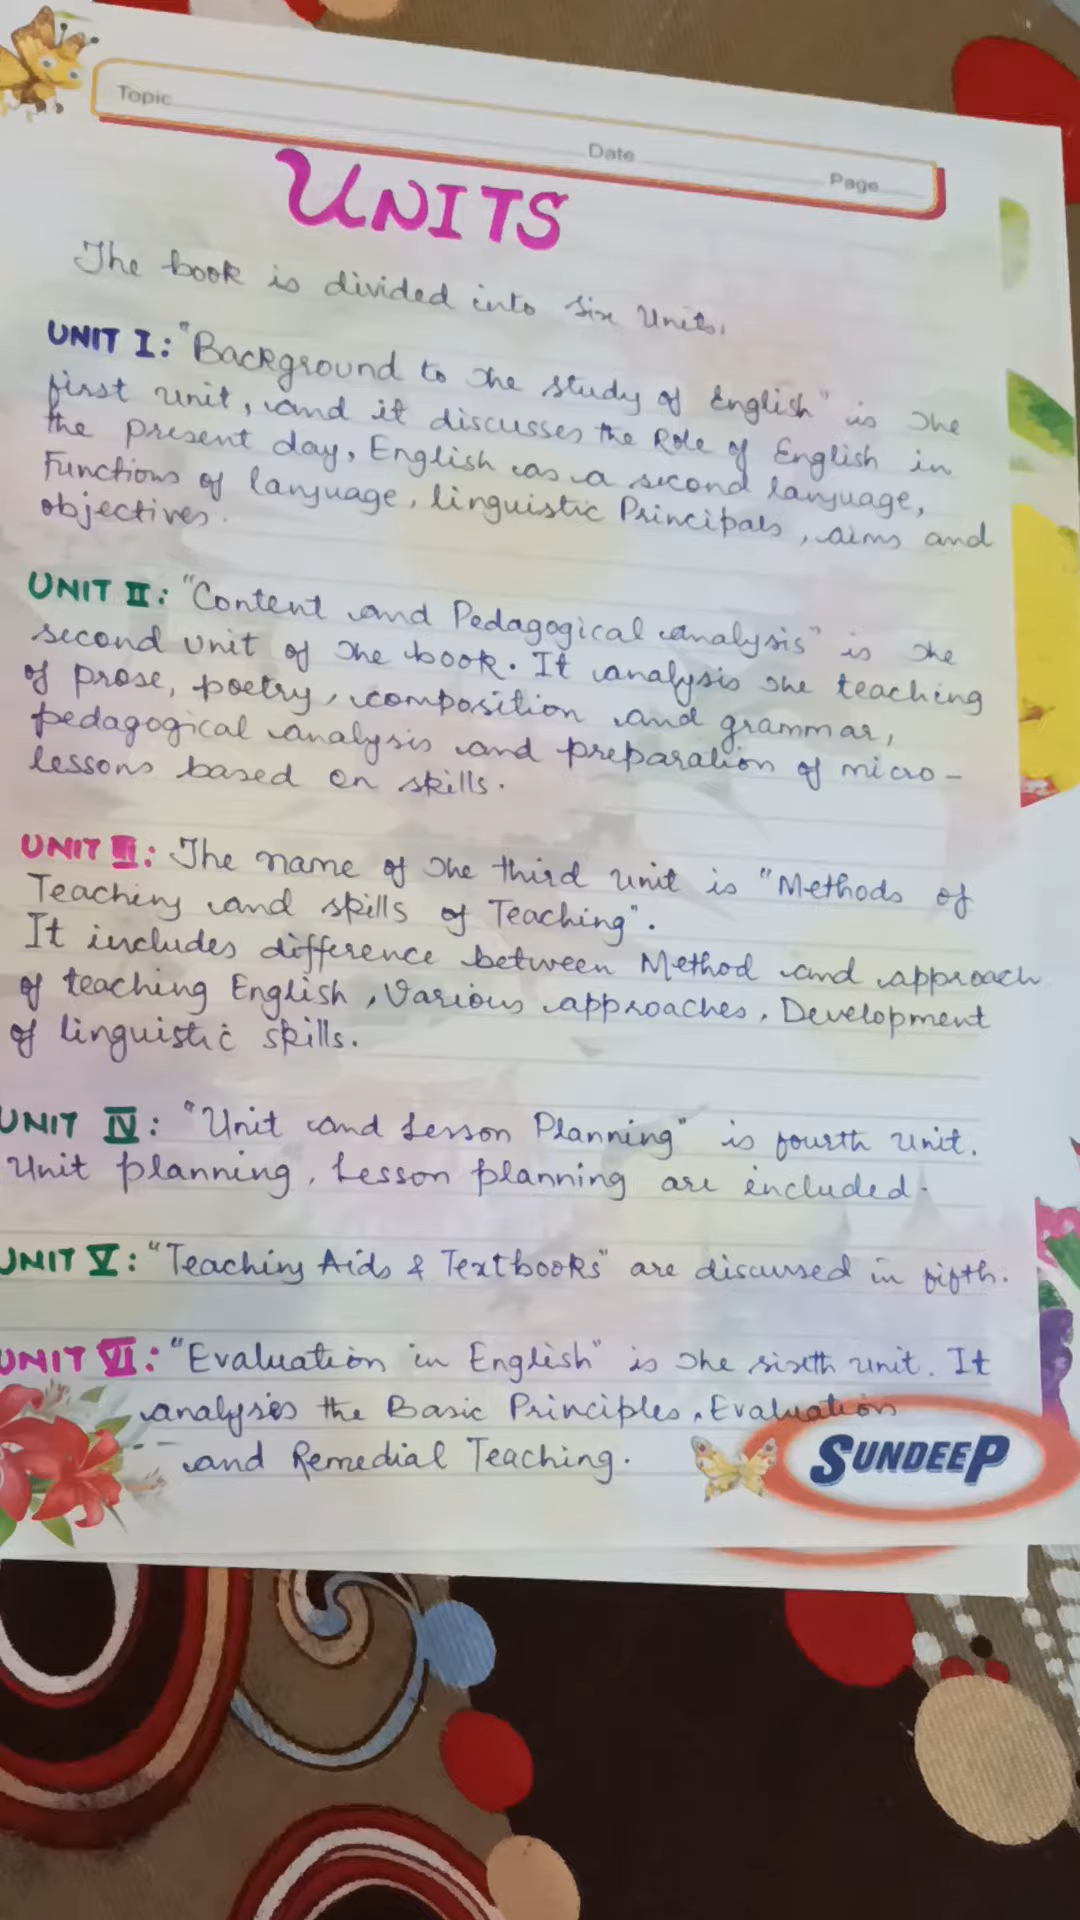 Topic
Date
Page
UNITS
The book is divided into six Units.
UNIT I: "Background to the study of English" is the
first unit, and it discusses the Role of English in
the present day, English as a second language,
Functions of language, linguistic Principals, aims and
objectives.
UNIT II: "Content and Pedagogical analysis" is the
second unit of the book. It analysis the teaching
of prose, poetry, composition and grammar,
pedagogical analysis and preparation of micro-
lessons based on skills.
UNIT III: The name of the third unit is "Methods of
Teaching and skills of Teaching".
It includes difference between Method and approach
of teaching English, Various approaches, Development
of linguistic skills.
UNIT IV: "Unit and Lesson Planning" is fourth unit.
Unit planning, Lesson planning are included.
UNIT V: "Teaching Aids & Textbooks" are discussed in fifth.
UNIT VI: "Evaluation in English" is the sixth unit. It
analyses the Basic Principles, Evaluation
and Remedial Teaching.
SUNDEEP